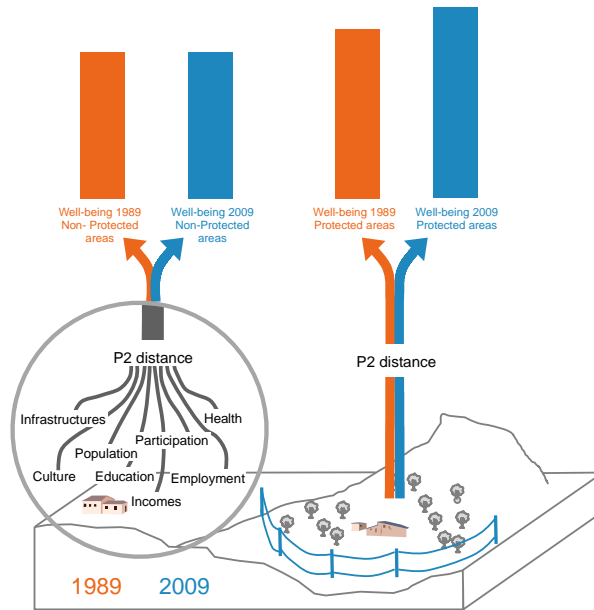 Well-being 1989
Non- Protected
areas
Well-being 2009
Non-Protected
areas
Well-being 1989
Protected areas
Well-being 2009
Protected areas
P2 distance
P2 distance
Infrastructures
Health
Population
Participation
Culture
Education
Employment
Incomes
1989
2009